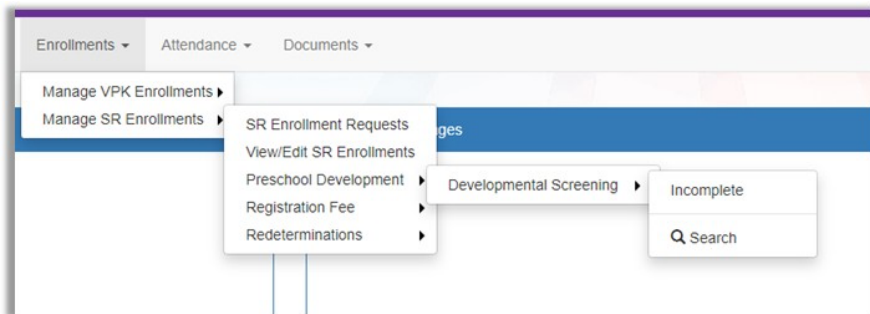 Enrollments
Attendance
Documents
Manage VPK Enrollments
Manage SR Enrollments
SR Enrollment Requests
View/Edit SR Enrollments
Preschool Development
Registration Fee
Redeterminations
Developmental Screening
Incomplete
Search